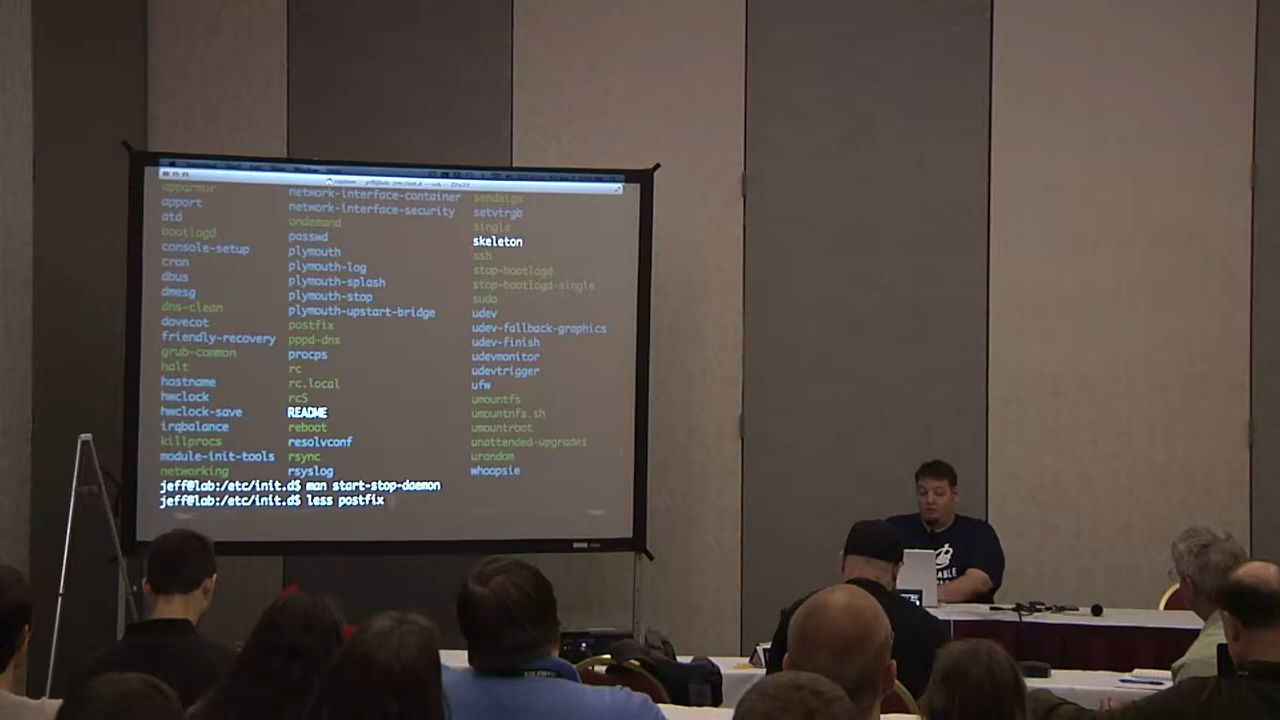 apparmor network-interface-container sendsigs
apport network-interface-security setvtrgb
atd ondemand single
bootlogd passwd skeleton
console-setup plymouth ssh
cron plymouth-log stop-bootlogd
dbus plymouth-splash stop-bootlogd-single
dmesg plymouth-stop sudo
dns-clean plymouth-upstart-bridge udev
dovecot postfix udev-fallback-graphics
friendly-recovery pppd-dns udev-finish
grub-common procps udevmonitor
halt rc udevtrigger
hostname rc.local ufw
hwclock rcS umountfs
hwclock-save README umountnfs.sh
irqbalance reboot umountroot
killprocs resolvconf unattended-upgrades
module-init-tools rsync urandom
networking rsyslog whoopsie
jeff@lab:/etc/init.d$ man start-stop-daemon
jeff@lab:/etc/init.d$ less postfix
ABLE